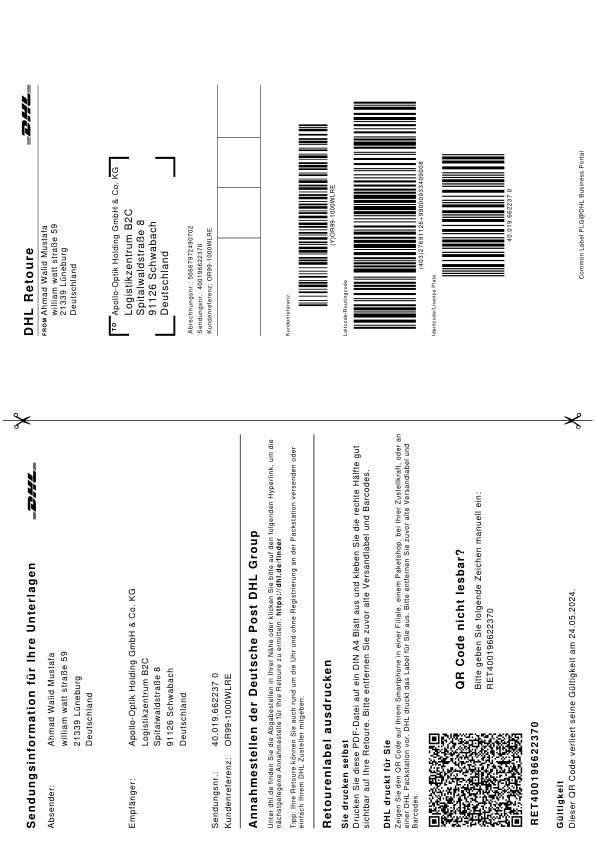 DHL Retoure
DHL
FROM Ahmad Walid Mustafa
william watt straße 59
21339 Lüneburg
Deutschland
TO Apollo-Optik Holding GmbH & Co. KG
Logistikzentrum B2C
Spitalwaldstraße 8
91126 Schwabach
Deutschland
Abrechnungsnr.: 50667972490702
Sendungsnr.: 400196622370
Kundenreferenz: OR99-1000WLRE
Kundenreferenz
(Y)OR99-1000WLRE
Leitcode/Routingcode
(403)27691126+99000933409008
Identcode/License Plate
40.019.662237 0
Common Label PLG@DHL Business Portal
Sendungsinformation für Ihre Unterlagen
DHL
Absender: Ahmad Walid Mustafa
william watt straße 59
21339 Lüneburg
Deutschland
Empfänger: Apollo-Optik Holding GmbH & Co. KG
Logistikzentrum B2C
Spitalwaldstraße 8
91126 Schwabach
Deutschland
Sendungsnr.: 40.019.662237 0
Kundenreferenz: OR99-1000WLRE
Annahmestellen der Deutsche Post DHL Group
Unter dhl.de finden Sie die Abgabestellen in Ihrer Nähe oder klicken Sie bitte auf den folgenden Hyperlink, um die
nächstgelegene Annahmestelle für Ihre Retoure zu ermitteln: https://dhl.de/finder
Tipp: Ihre Retoure können Sie auch rund um die Uhr und ohne Registrierung an der Packstation versenden oder
einfach Ihrem DHL Zusteller mitgeben.
Retourenlabel ausdrucken
Sie drucken selbst
Drucken Sie diese PDF-Datei auf ein DIN A4 Blatt aus und kleben Sie die rechte Hälfte gut
sichtbar auf Ihre Retoure. Bitte entfernen Sie zuvor alte Versandlabel und Barcodes.
DHL druckt für Sie
Zeigen Sie den QR Code auf Ihrem Smartphone in einer Filiale, einem Paketshop, bei Ihrer Zustellkraft, oder an
einer DHL Packstation vor. DHL druckt das Label für Sie aus. Bitte entfernen Sie zuvor alte Versandlabel und
Barcodes.
QR Code nicht lesbar?
Bitte geben Sie folgende Zeichen manuell ein:
RET400196622370
RET400196622370
Gültigkeit
Dieser QR Code verliert seine Gültigkeit am 24.05.2024.